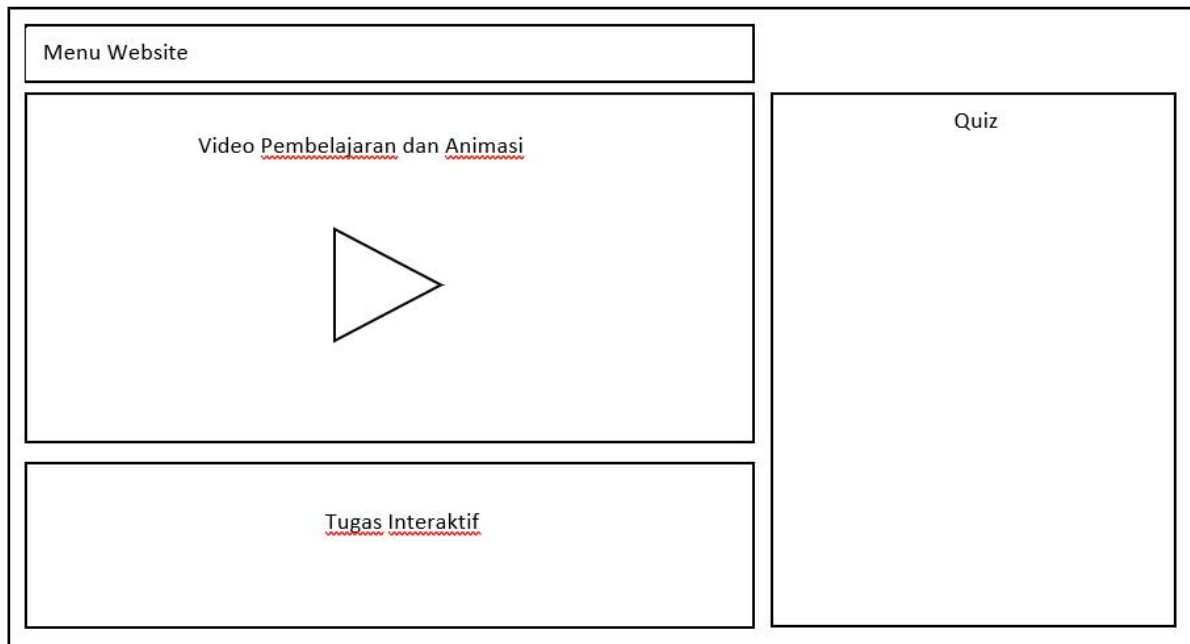 Menu Website
Video Pembelajaran dan Animasi
Quiz
Tugas Interaktif